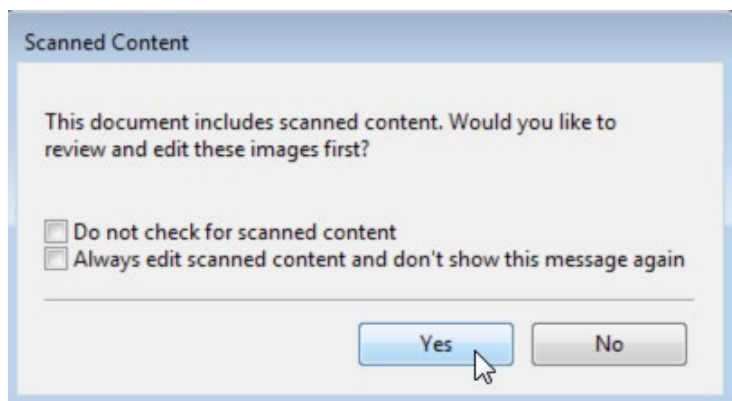 Scanned Content
This document includes scanned content. Would you like to
review and edit these images first?
Do not check for scanned content
Always edit scanned content and don't show this message again
Yes
No